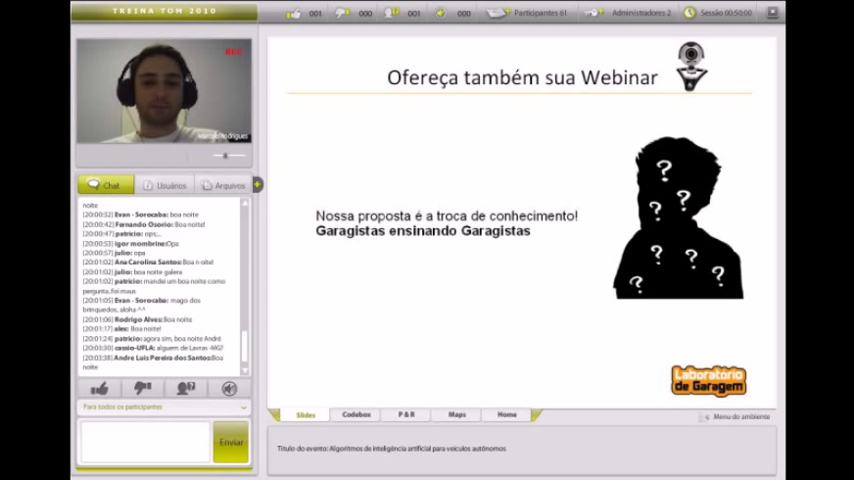 TREINA TOM 2010
001
000
001
000
Participantes 61
Administradores 2
Sessão 00:50:00
REC
Rodrigues
Chat
Usuários
Arquivos
noite
[20:00:32] Evan - Sorocaba: boa noite
[20:00:42] Fernando Osorio: Boa noite!
[20:00:47] patricio: ops;..
[20:00:53] igor mombrine:Opa
[20:00:57] julio: opa
[20:01:02] Ana Carolina Santos: Boa noite!
[20:01:02] julio: boa noite galera
[20:01:02] patricio: mandei um boa noite como
pergunta..foi maus
[20:01:05] Evan - Sorocaba: mago dos
brinquedos, aloha ^^
[20:01:06] Rodrigo Alves: Boa noite
[20:01:17] alex: Boa noite!
[20:01:24] patricio: agora sim, boa noite André
[20:03:30] cassio-UFLA: alguem de Lavras -MG?
[20:03:38] Andre Luis Pereira dos Santos:Boa
noite
Para todos os participantes
Enviar
Ofereça também sua Webinar
Nossa proposta é a troca de conhecimento!
Garagistas ensinando Garagistas
Laboratório
de Garagem
Slides
Codebox
P & R
Maps
Home
Menu do ambiente
Título do evento: Algoritmos de inteligência artificial para veículos autônomos